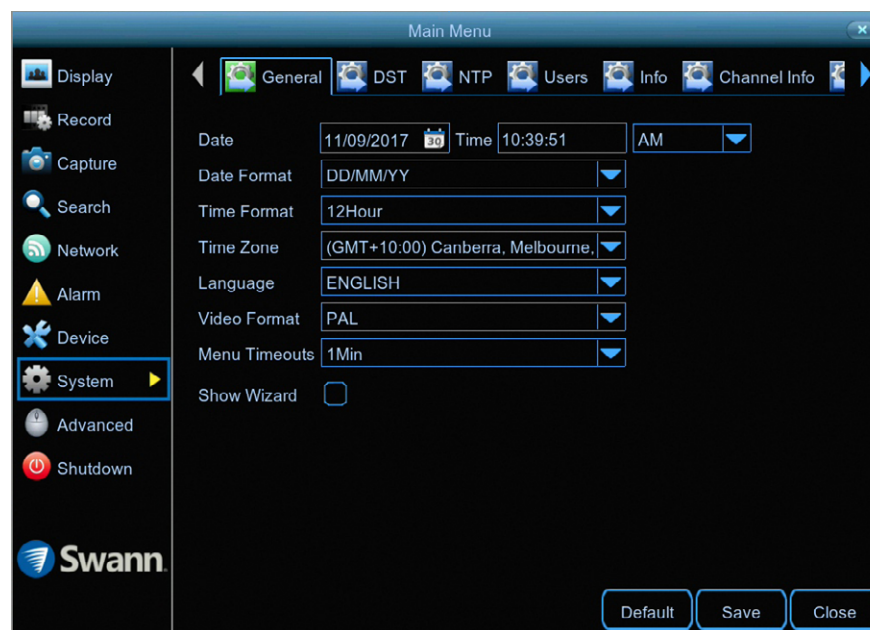 Main Menu
Display
Record
Capture
Search
Network
Alarm
Device
System
Advanced
Shutdown
Swann
General DST NTP Users Info Channel Info
Date 11/09/2017 30 Time 10:39:51 AM
Date Format DD/MM/YY
Time Format 12Hour
Time Zone (GMT+10:00) Canberra, Melbourne,
Language ENGLISH
Video Format PAL
Menu Timeouts 1Min
Show Wizard
Default Save Close